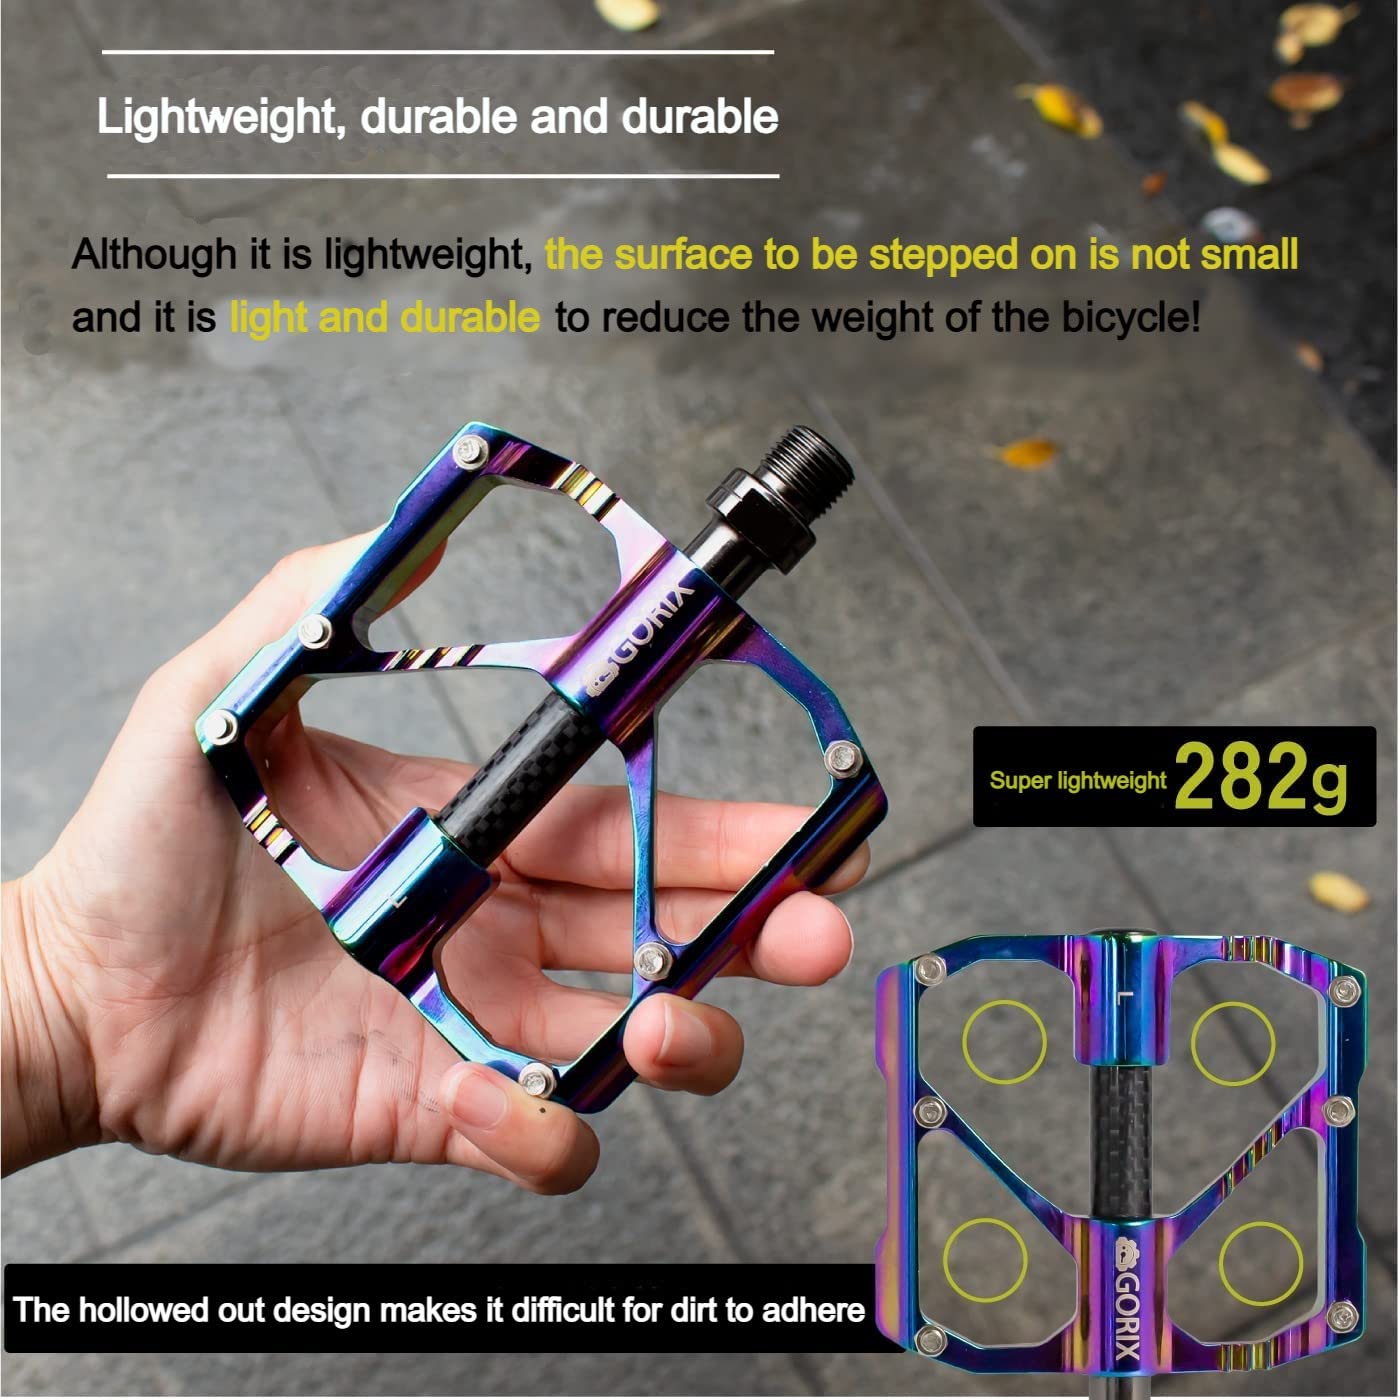 Lightweight, durable and durable
Although it is lightweight, the surface to be stepped on is not small
and it is light and durable to reduce the weight of the bicycle!
GORIX
L
Super lightweight 282g
L
GORIX
The hollowed out design makes it difficult for dirt to adhere